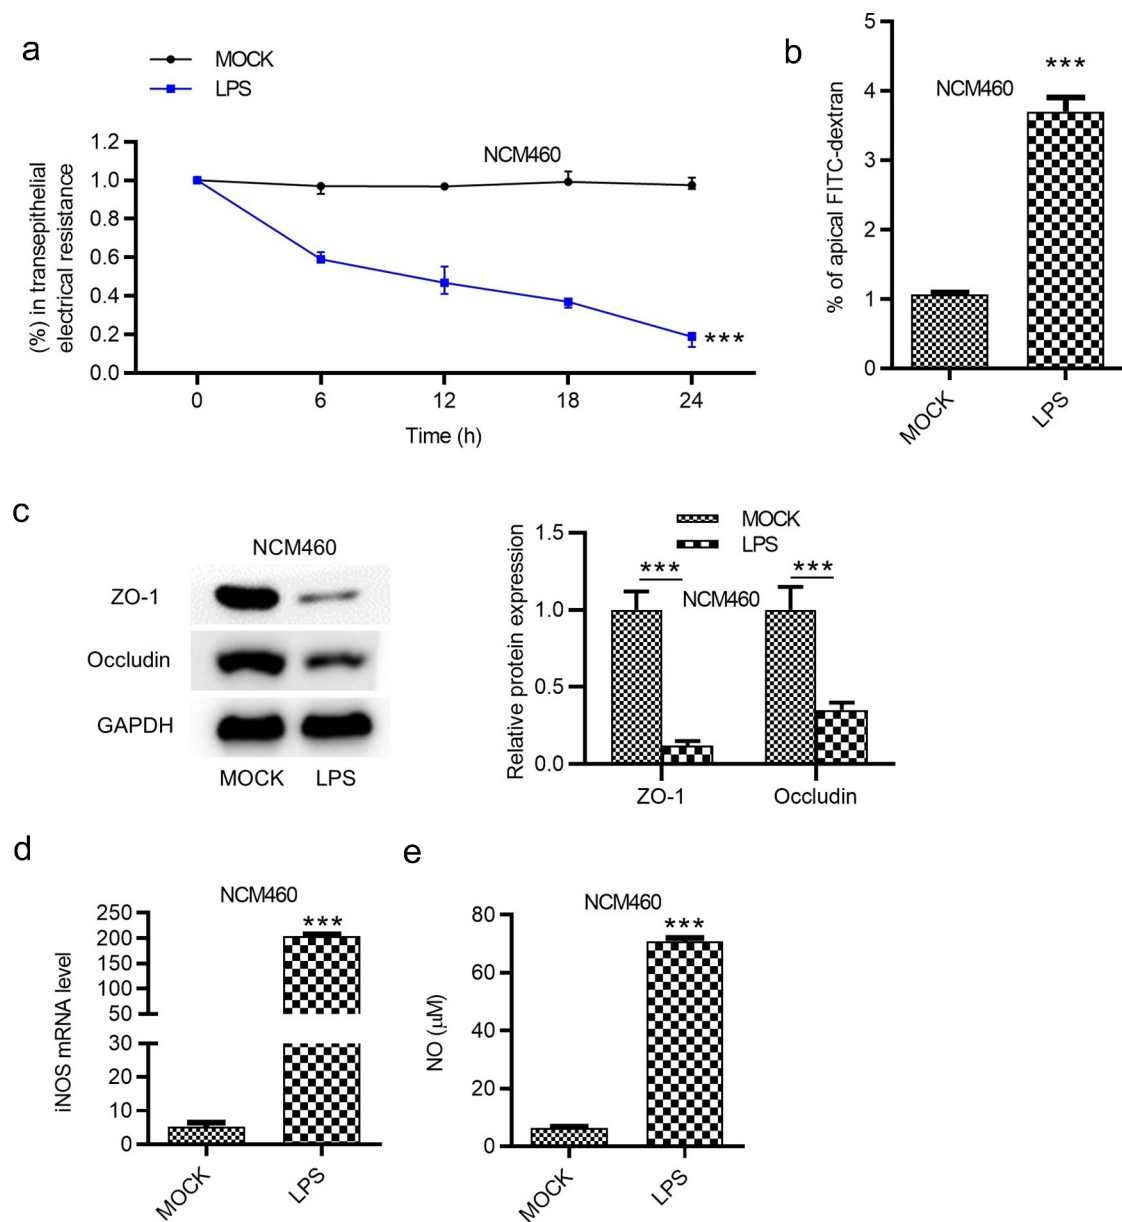 a
MOCK
LPS
NCM460
(%) in transepithelial
electrical resistance
1.2
1.0
0.8
0.6
0.4
0.2
0.0
***
0 6 12 18 24
Time (h)
b
NCM460
***
% of apical FITC-dextran
5
4
3
2
1
0
MOCK
LPS
c
NCM460
ZO-1
Occludin
GAPDH
MOCK LPS
MOCK
LPS
*** ***
NCM460
Relative protein expression
1.5
1.0
0.5
0.0
ZO-1 Occludin
d
NCM460
***
iNOS mRNA level
250
200
150
100
50
30
20
10
0
MOCK
LPS
e
NCM460
***
NO (μM)
80
60
40
20
0
MOCK
LPS